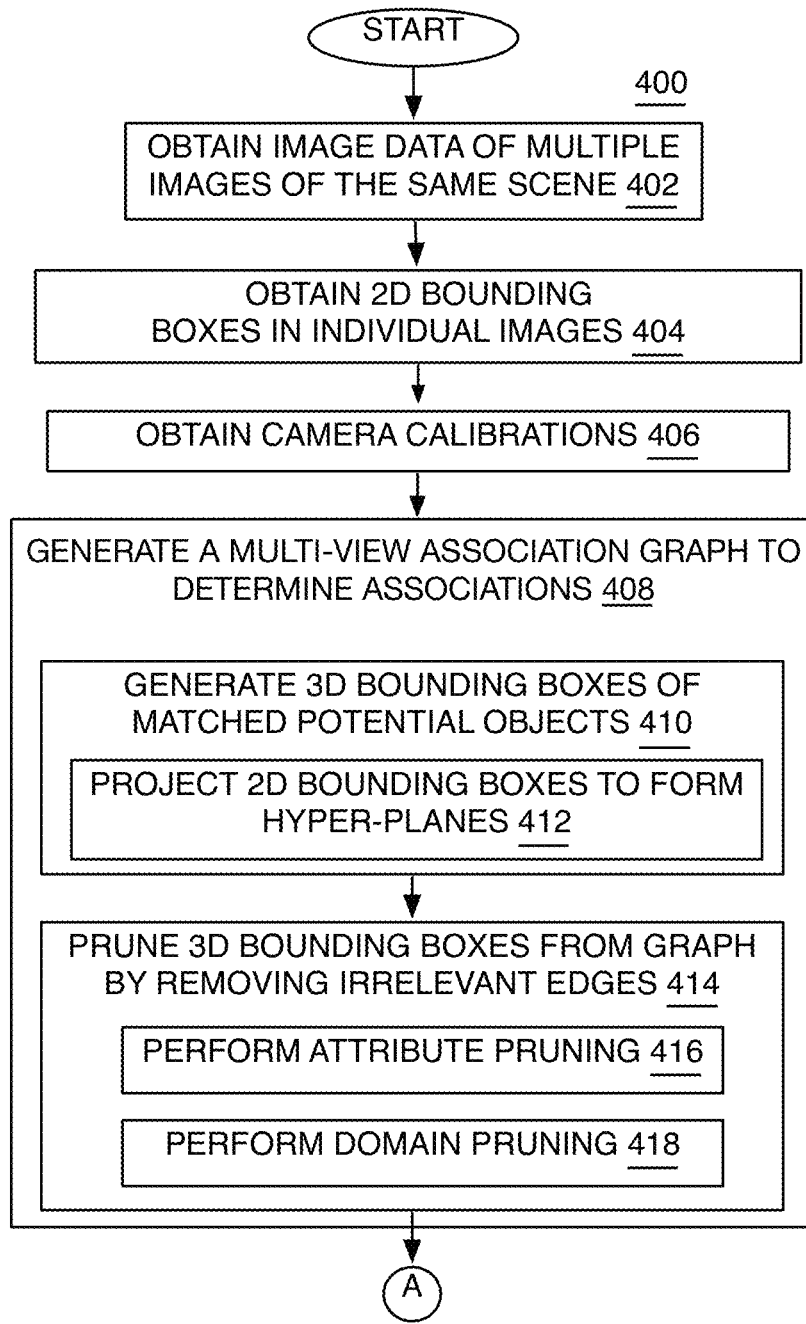 START
400
OBTAIN IMAGE DATA OF MULTIPLE
IMAGES OF THE SAME SCENE 402
OBTAIN 2D BOUNDING
BOXES IN INDIVIDUAL IMAGES 404
OBTAIN CAMERA CALIBRATIONS 406
GENERATE A MULTI-VIEW ASSOCIATION GRAPH TO
DETERMINE ASSOCIATIONS 408
GENERATE 3D BOUNDING BOXES OF
MATCHED POTENTIAL OBJECTS 410
PROJECT 2D BOUNDING BOXES TO FORM
HYPER-PLANES 412
PRUNE 3D BOUNDING BOXES FROM GRAPH
BY REMOVING IRRELEVANT EDGES 414
PERFORM ATTRIBUTE PRUNING 416
PERFORM DOMAIN PRUNING 418
A